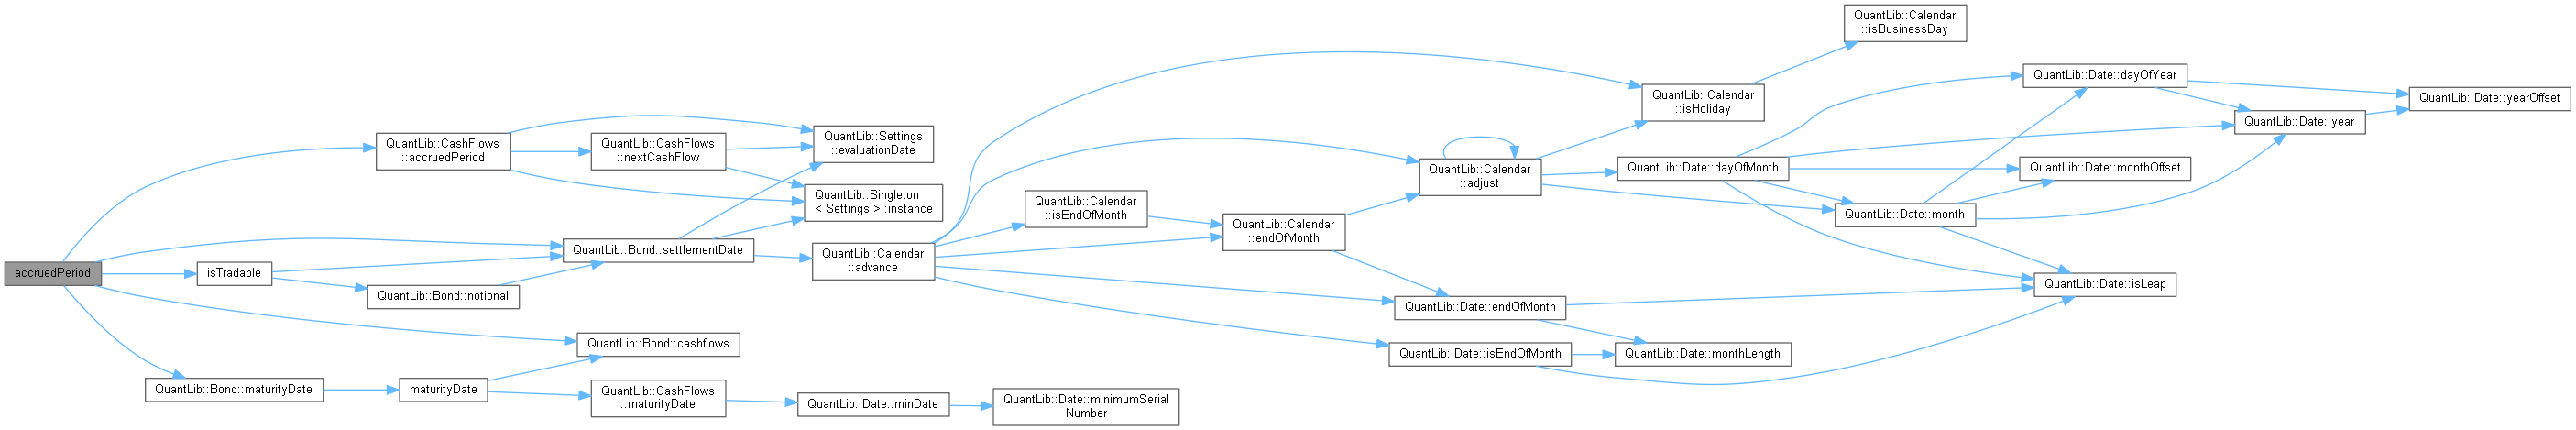 accruedPeriod
QuantLib::CashFlows
::accruedPeriod
isTradable
QuantLib::Bond::maturityDate
QuantLib::Bond::notional
maturityDate
QuantLib::CashFlows
::nextCashFlow
QuantLib::Bond::settlementDate
QuantLib::Bond::cashflows
QuantLib::CashFlows
::maturityDate
QuantLib::Settings
::evaluationDate
QuantLib::Singleton
< Settings >::instance
QuantLib::Calendar
::advance
QuantLib::Date::minDate
QuantLib::Calendar
::isEndOfMonth
QuantLib::Date::minimumSerial
Number
QuantLib::Calendar
::endOfMonth
QuantLib::Calendar
::adjust
QuantLib::Date::endOfMonth
QuantLib::Date::isEndOfMonth
QuantLib::Calendar
::isHoliday
QuantLib::Date::dayOfMonth
QuantLib::Date::monthLength
QuantLib::Calendar
::isBusinessDay
QuantLib::Date::month
QuantLib::Date::dayOfYear
QuantLib::Date::monthOffset
QuantLib::Date::isLeap
QuantLib::Date::year
QuantLib::Date::yearOffset